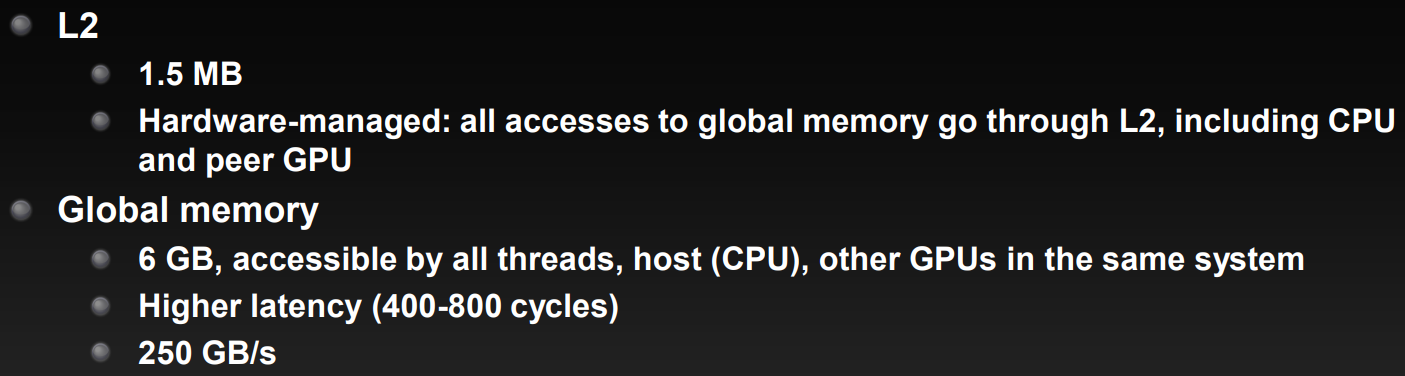 L2
1.5 MB
Hardware-managed: all accesses to global memory go through L2, including CPU
and peer GPU
Global memory
6 GB, accessible by all threads, host (CPU), other GPUs in the same system
Higher latency (400-800 cycles)
250 GB/s